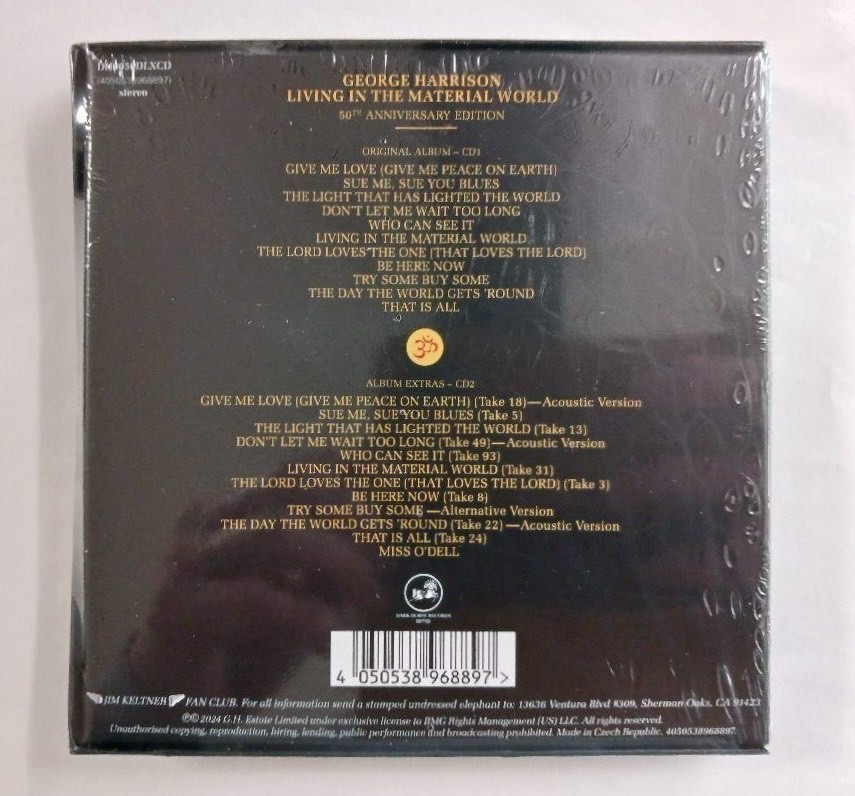 DLXCD
(4050538968897)
stereo
GEORGE HARRISON
LIVING IN THE MATERIAL WORLD
50TH ANNIVERSARY EDITION
ORIGINAL ALBUM – CD1
GIVE ME LOVE (GIVE ME PEACE ON EARTH)
SUE ME, SUE YOU BLUES
THE LIGHT THAT HAS LIGHTED THE WORLD
DON'T LET ME WAIT TOO LONG
WHO CAN SEE IT
LIVING IN THE MATERIAL WORLD
THE LORD LOVES THE ONE (THAT LOVES THE LORD)
BE HERE NOW
TRY SOME BUY SOME
THE DAY THE WORLD GETS 'ROUND
THAT IS ALL
ॐ
ALBUM EXTRAS – CD2
GIVE ME LOVE (GIVE ME PEACE ON EARTH) (Take 18)—Acoustic Version
SUE ME, SUE YOU BLUES (Take 5)
THE LIGHT THAT HAS LIGHTED THE WORLD (Take 13)
DON'T LET ME WAIT TOO LONG (Take 49)—Acoustic Version
WHO CAN SEE IT (Take 93)
LIVING IN THE MATERIAL WORLD (Take 31)
THE LORD LOVES THE ONE (THAT LOVES THE LORD) (Take 3)
BE HERE NOW (Take 8)
TRY SOME BUY SOME—Alternative Version
THE DAY THE WORLD GETS 'ROUND (Take 22)—Acoustic Version
THAT IS ALL (Take 24)
MISS O'DELL
DARK HORSE RECORDS
4 050538 968897 >
JIM KELTNER FAN CLUB. For all information send a stamped undressed elephant to: 13636 Ventura Blvd #309, Sherman Oaks, CA 91423
℗© 2024 G.H. Estate Limited under exclusive license to BMG Rights Management (US) LLC. All rights reserved.
Unauthorised copying, reproduction, hiring, lending, public performance and broadcasting prohibited. Made in Czech Republic. 4050538968897.